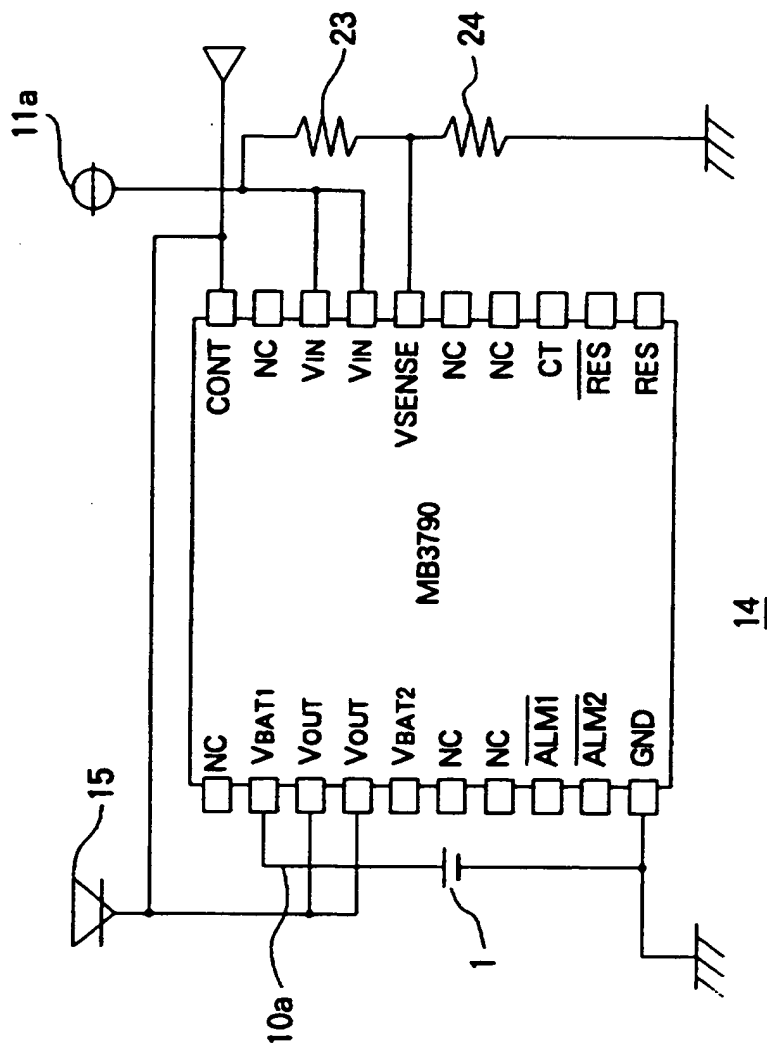 11a
15
10a
1
23
24
NC
VBAT1
VOUT
VOUT
VBAT2
NC
NC
ALM1
ALM2
GND
MB3790
CONT
NC
VIN
VIN
VSENSE
NC
NC
CT
RES
RES
14